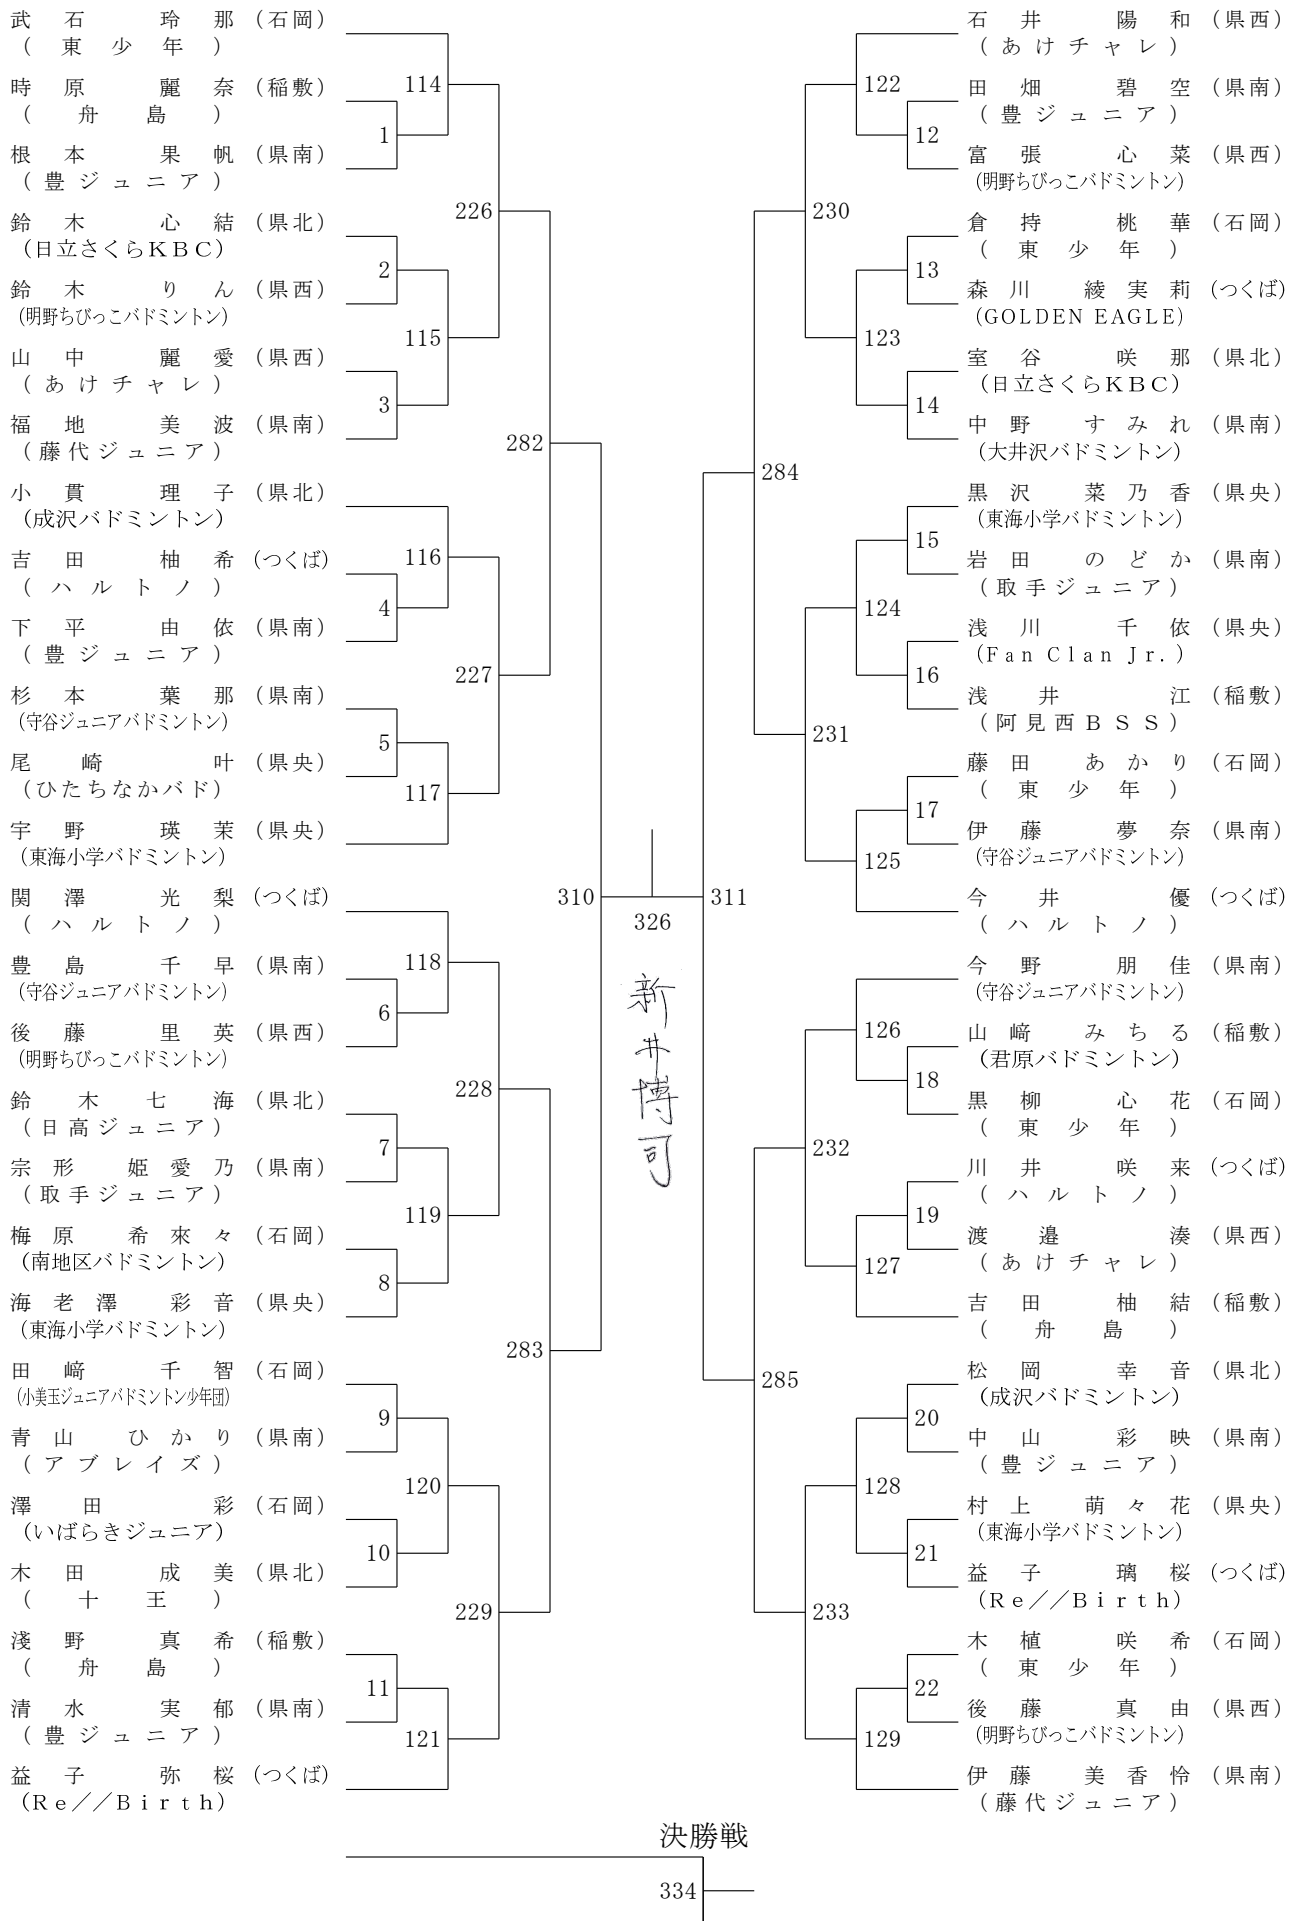 武石 玲那 (石岡)
(東少年)
時原 麗奈 (稲敷)
(舟島)
根本 果帆 (県南)
(豊ジュニア)
鈴木 心結 (県北)
(日立さくらKBC)
鈴木 りん (県西)
(明野ちびっこバドミントン)
山中 麗愛 (県西)
(あけチャレ)
福地 美波 (県南)
(藤代ジュニア)
小貫 理子 (県北)
(成沢バドミントン)
吉田 柚希 (つくば)
(ハルトノ)
下平 由依 (県南)
(豊ジュニア)
杉本 葉那 (県南)
(守谷ジュニアバドミントン)
尾崎 叶 (県央)
(ひたちなかバド)
宇野 瑛茉 (県央)
(東海小学バドミントン)
関澤 光梨 (つくば)
(ハルトノ)
豊島 千早 (県南)
(守谷ジュニアバドミントン)
後藤 里英 (県西)
(明野ちびっこバドミントン)
鈴木 七海 (県北)
(日高ジュニア)
宗形 姫愛乃 (県南)
(取手ジュニア)
梅原 希來々 (石岡)
(南地区バドミントン)
海老澤 彩音 (県央)
(東海小学バドミントン)
田﨑 千智 (石岡)
(小美玉ジュニアバドミントン少年団)
青山 ひかり (県南)
(アブレイズ)
澤田 彩 (石岡)
(いばらきジュニア)
木田 成美 (県北)
(十王)
淺野 真希 (稲敷)
(舟島)
清水 実郁 (県南)
(豊ジュニア)
益子 弥桜 (つくば)
(Re//Birth)
1
2
3
4
5
6
7
8
9
10
11
114
115
116
117
118
119
120
121
226
227
228
229
282
283
310
326
新井博司
311
284
285
230
231
232
233
122
123
124
125
126
127
128
129
12
13
14
15
16
17
18
19
20
21
22
石井 陽和 (県西)
(あけチャレ)
田畑 碧空 (県南)
(豊ジュニア)
富張 心菜 (県西)
(明野ちびっこバドミントン)
倉持 桃華 (石岡)
(東少年)
森川 綾実莉 (つくば)
(GOLDEN EAGLE)
室谷 咲那 (県北)
(日立さくらKBC)
中野 すみれ (県南)
(大井沢バドミントン)
黒沢 菜乃香 (県央)
(東海小学バドミントン)
岩田 のどか (県南)
(取手ジュニア)
浅川 千依 (県央)
(Fan Clan Jr.)
浅井 江 (稲敷)
(阿見西BSS)
藤田 あかり (石岡)
(東少年)
伊藤 夢奈 (県南)
(守谷ジュニアバドミントン)
今井 優 (つくば)
(ハルトノ)
今野 朋佳 (県南)
(守谷ジュニアバドミントン)
山﨑 みちる (稲敷)
(君原バドミントン)
黒柳 心花 (石岡)
(東少年)
川井 咲来 (つくば)
(ハルトノ)
渡邉 湊 (県西)
(あけチャレ)
吉田 柚結 (稲敷)
(舟島)
松岡 幸音 (県北)
(成沢バドミントン)
中山 彩映 (県南)
(豊ジュニア)
村上 萌々花 (県央)
(東海小学バドミントン)
益子 璃桜 (つくば)
(Re//Birth)
木植 咲希 (石岡)
(東少年)
後藤 真由 (県西)
(明野ちびっこバドミントン)
伊藤 美香怜 (県南)
(藤代ジュニア)
決勝戦
334